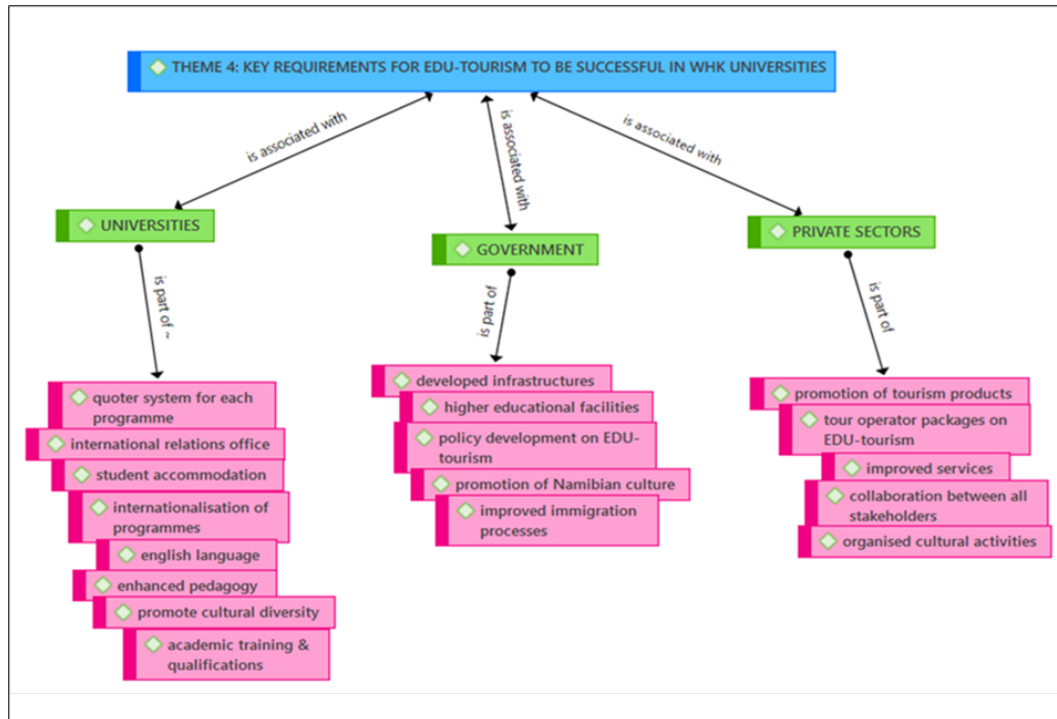 THEME 4: KEY REQUIREMENTS FOR EDU-TOURISM TO BE SUCCESSFUL IN WHK UNIVERSITIES
is associated with
is associated with
is associated with
UNIVERSITIES
GOVERNMENT
PRIVATE SECTORS
is part of ~
is part of
is part of
quoter system for each
programme
international relations office
student accommodation
internationalisation of
programmes
english language
enhanced pedagogy
promote cultural diversity
academic training &
qualifications
developed infrastructures
higher educational facilities
policy development on EDU-
tourism
promotion of Namibian culture
improved immigration
processes
promotion of tourism products
tour operator packages on
EDU-tourism
improved services
collaboration between all
stakeholders
organised cultural activities